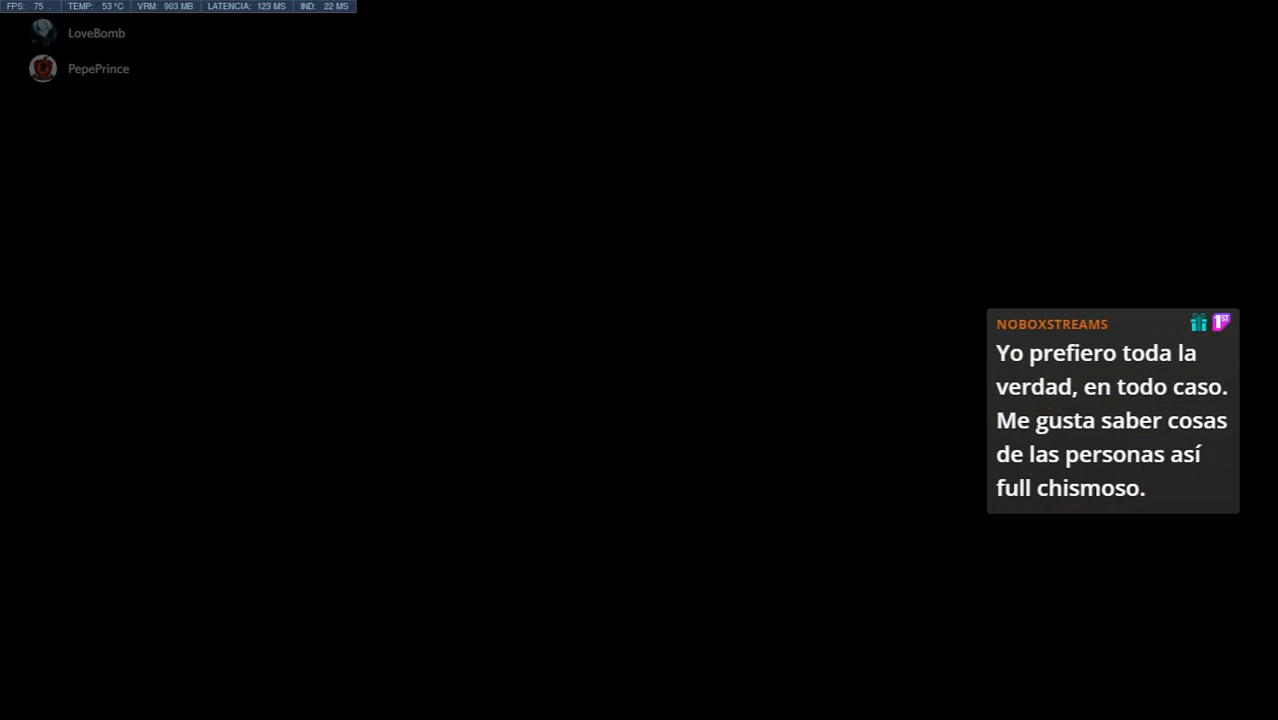 FPS: 75 . TEMP: 53 °C VRM: 903 MB LATENCIA: 123 MS IND: 22 MS
LoveBomb
PepePrince
NOBOXSTREAMS 1ST
Yo prefiero toda la
verdad, en todo caso.
Me gusta saber cosas
de las personas así
full chismoso.